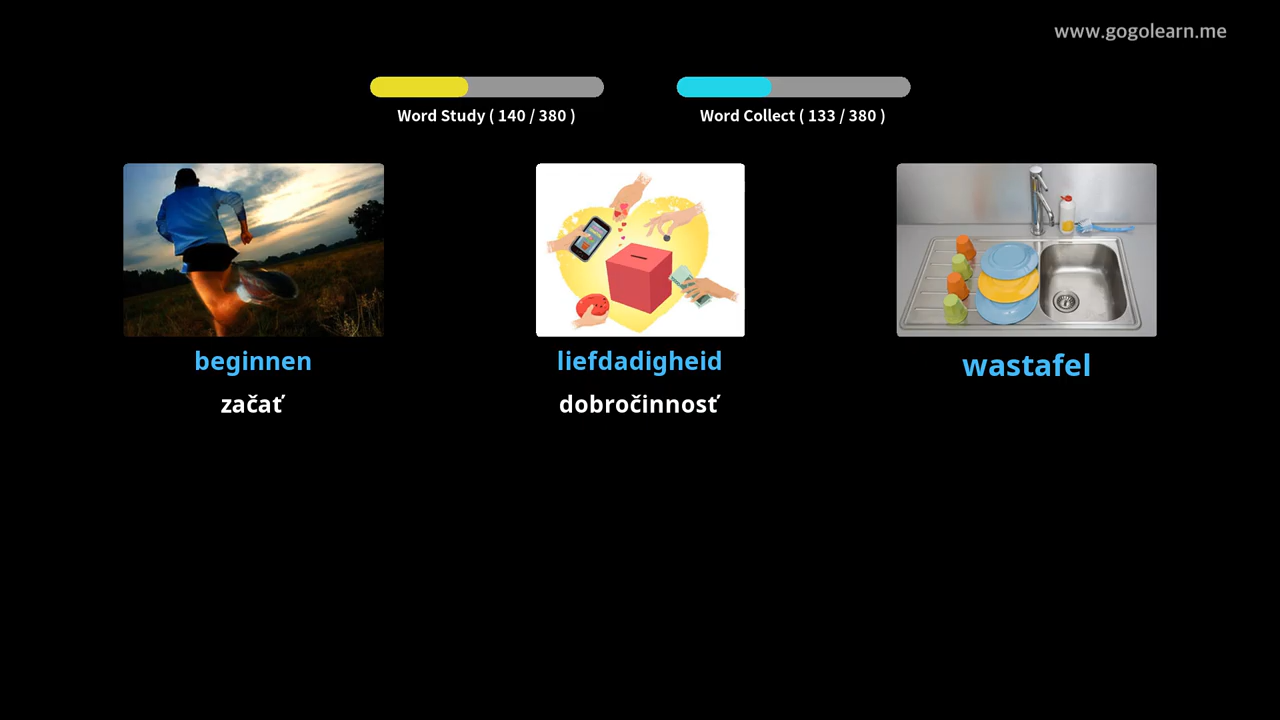 www.gogolearn.me
Word Study ( 140 / 380 )
Word Collect ( 133 / 380 )
beginnen
začať
liefdadigheid
dobročinnosť
wastafel